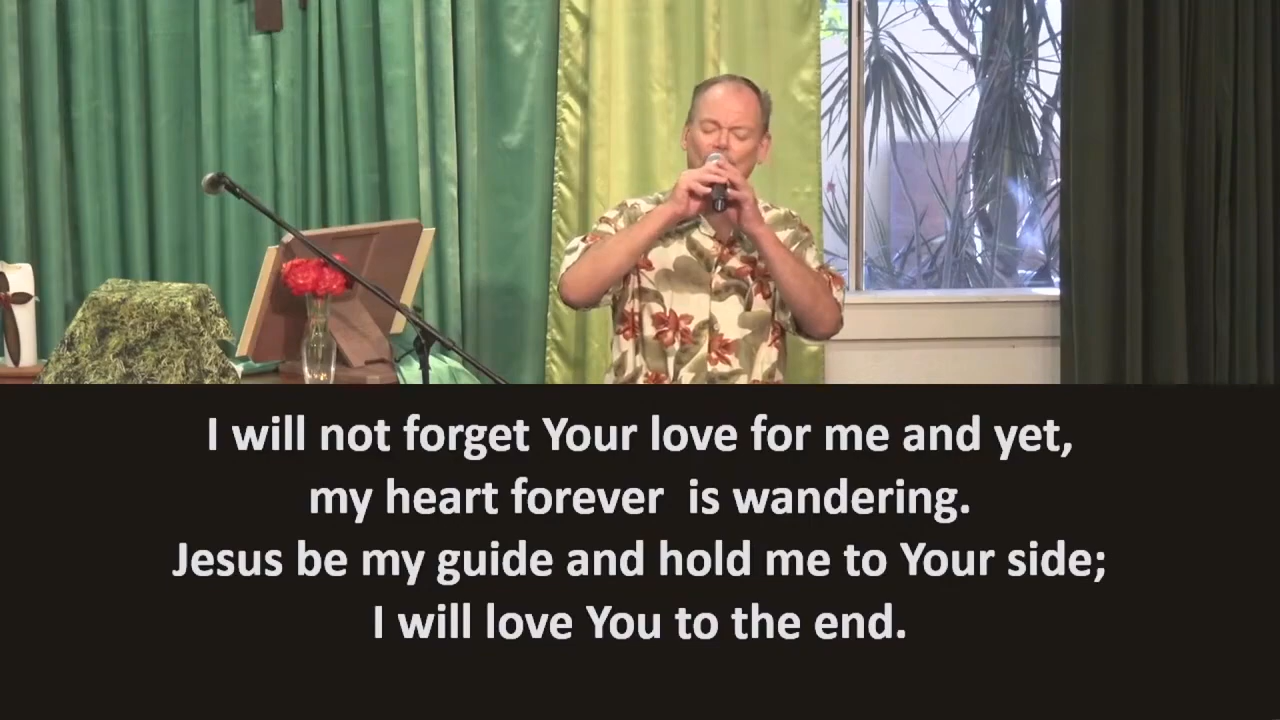 I will not forget Your love for me and yet,
my heart forever is wandering.
Jesus be my guide and hold me to Your side;
I will love You to the end.